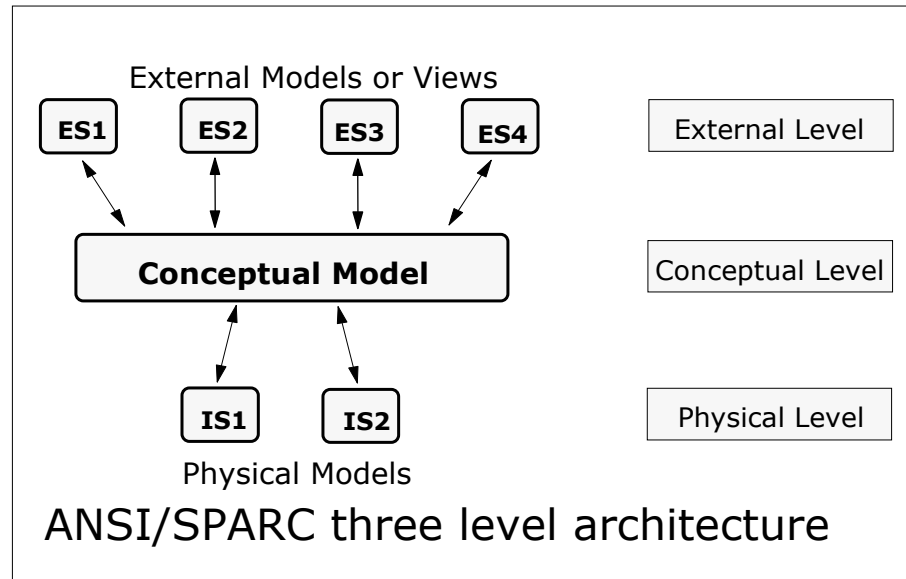 External Models or Views
ES1 ES2 ES3 ES4 External Level
Conceptual Model Conceptual Level
IS1 IS2 Physical Level
Physical Models
ANSI/SPARC three level architecture